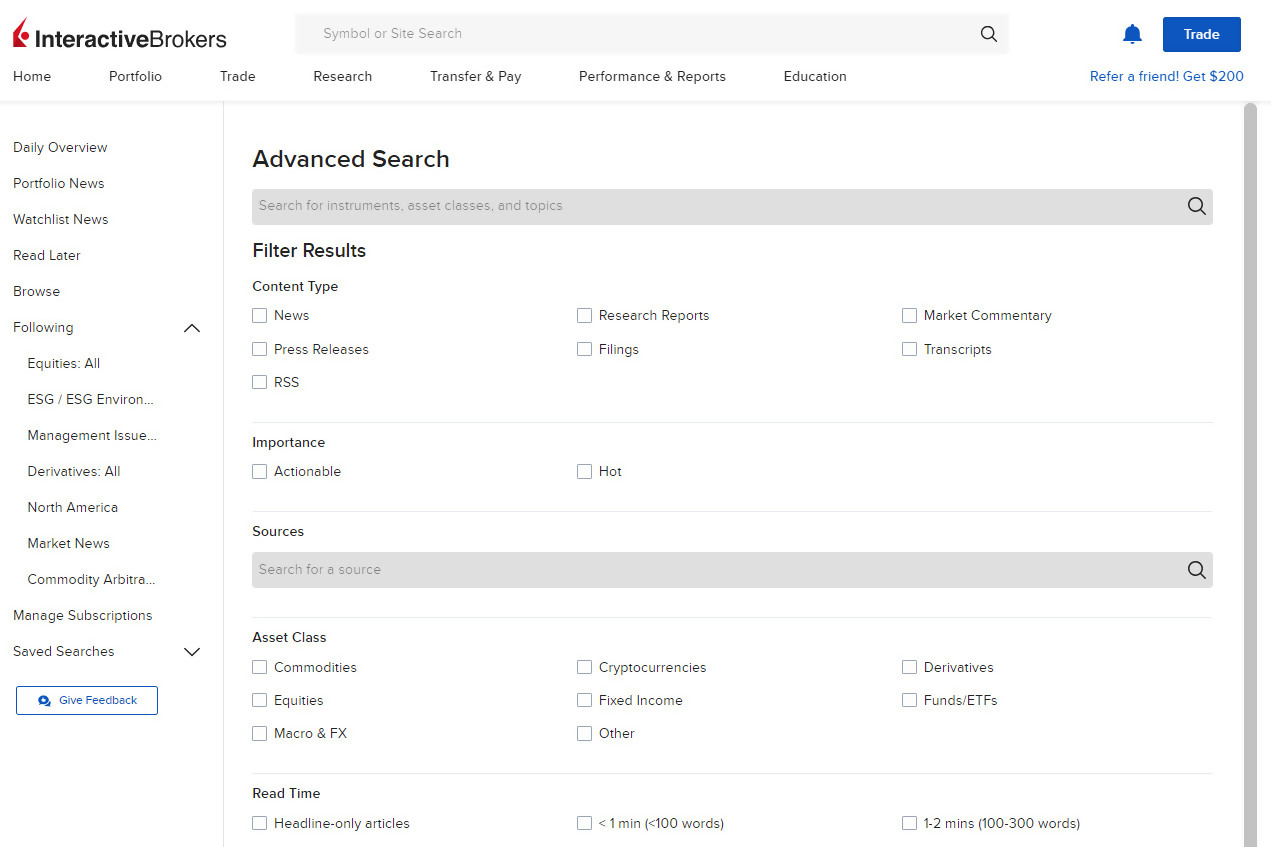 InteractiveBrokers
Symbol or Site Search
Trade
Home Portfolio Trade Research Transfer & Pay Performance & Reports Education Refer a friend! Get $200
Daily Overview
Portfolio News
Watchlist News
Read Later
Browse
Following
Equities: All
ESG / ESG Environ...
Management Issue...
Derivatives: All
North America
Market News
Commodity Arbitra...
Manage Subscriptions
Saved Searches
Give Feedback
Advanced Search
Search for instruments, asset classes, and topics
Filter Results
Content Type
News Research Reports Market Commentary
Press Releases Filings Transcripts
RSS
Importance
Actionable Hot
Sources
Search for a source
Asset Class
Commodities Cryptocurrencies Derivatives
Equities Fixed Income Funds/ETFs
Macro & FX Other
Read Time
Headline-only articles < 1 min (<100 words) 1-2 mins (100-300 words)